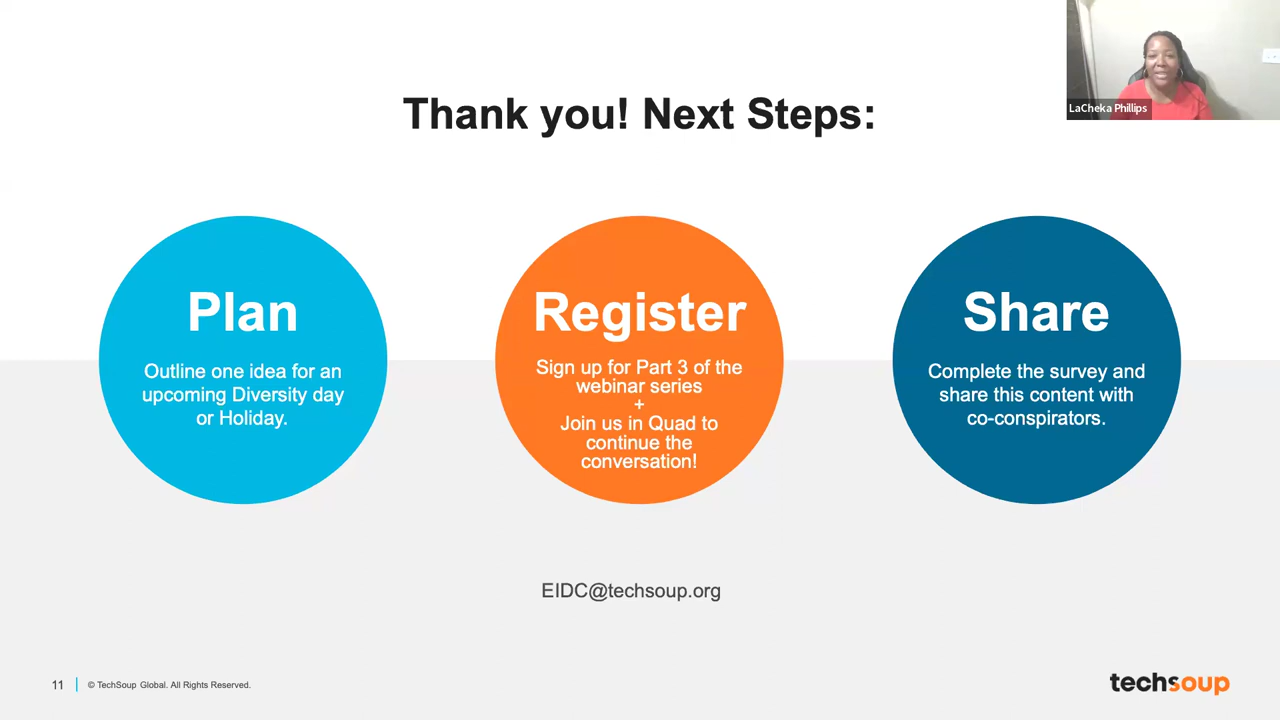 LaCheka Phillips
Thank you! Next Steps:
Plan
Outline one idea for an
upcoming Diversity day
or Holiday.
Register
Sign up for Part 3 of the
webinar series
+
Join us in Quad to
continue the
conversation!
Share
Complete the survey and
share this content with
co-conspirators.
EIDC@techsoup.org
11
© TechSoup Global. All Rights Reserved.
techsoup